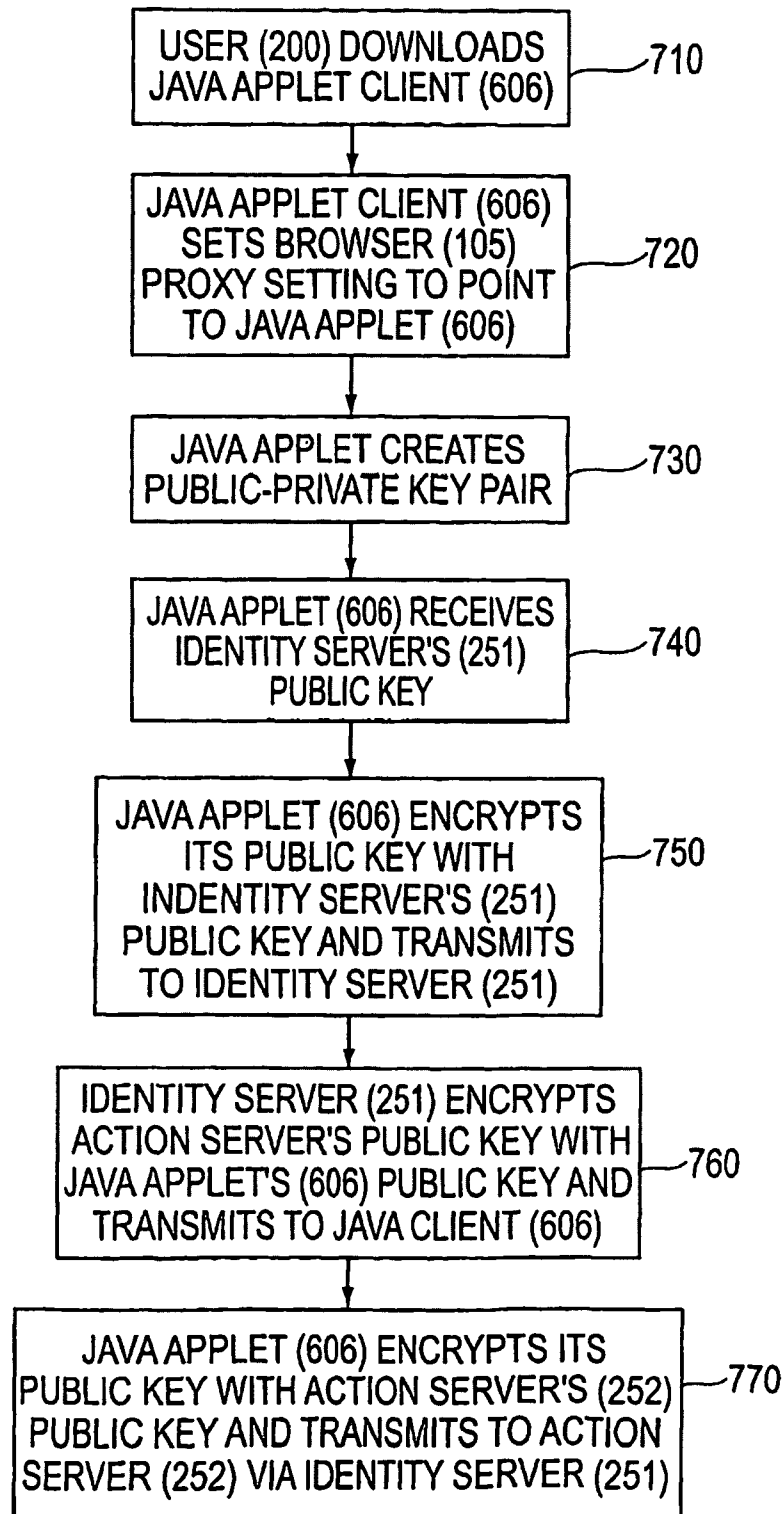 USER (200) DOWNLOADS
JAVA APPLET CLIENT (606)
710
JAVA APPLET CLIENT (606)
SETS BROWSER (105)
PROXY SETTING TO POINT
TO JAVA APPLET (606)
720
JAVA APPLET CREATES
PUBLIC-PRIVATE KEY PAIR
730
JAVA APPLET (606) RECEIVES
IDENTITY SERVER'S (251)
PUBLIC KEY
740
JAVA APPLET (606) ENCRYPTS
ITS PUBLIC KEY WITH
INDENTITY SERVER'S (251)
PUBLIC KEY AND TRANSMITS
TO IDENTITY SERVER (251)
750
IDENTITY SERVER (251) ENCRYPTS
ACTION SERVER'S PUBLIC KEY WITH
JAVA APPLET'S (606) PUBLIC KEY AND
TRANSMITS TO JAVA CLIENT (606)
760
JAVA APPLET (606) ENCRYPTS ITS
PUBLIC KEY WITH ACTION SERVER'S (252)
PUBLIC KEY AND TRANSMITS TO ACTION
SERVER (252) VIA IDENTITY SERVER (251)
770